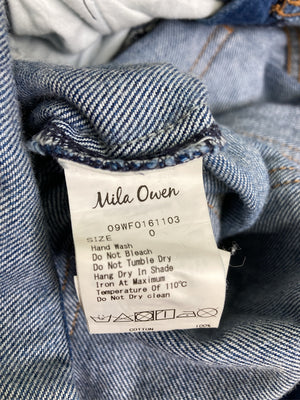 Mila Owen
09WFO161103
SIZE 0
Hand Wash
Do Not Bleach
Do Not Tumble Dry
Hang Dry In Shade
Iron At Maximum
Temperature Of 110℃
Do Not Dry clean
COTTON 100%